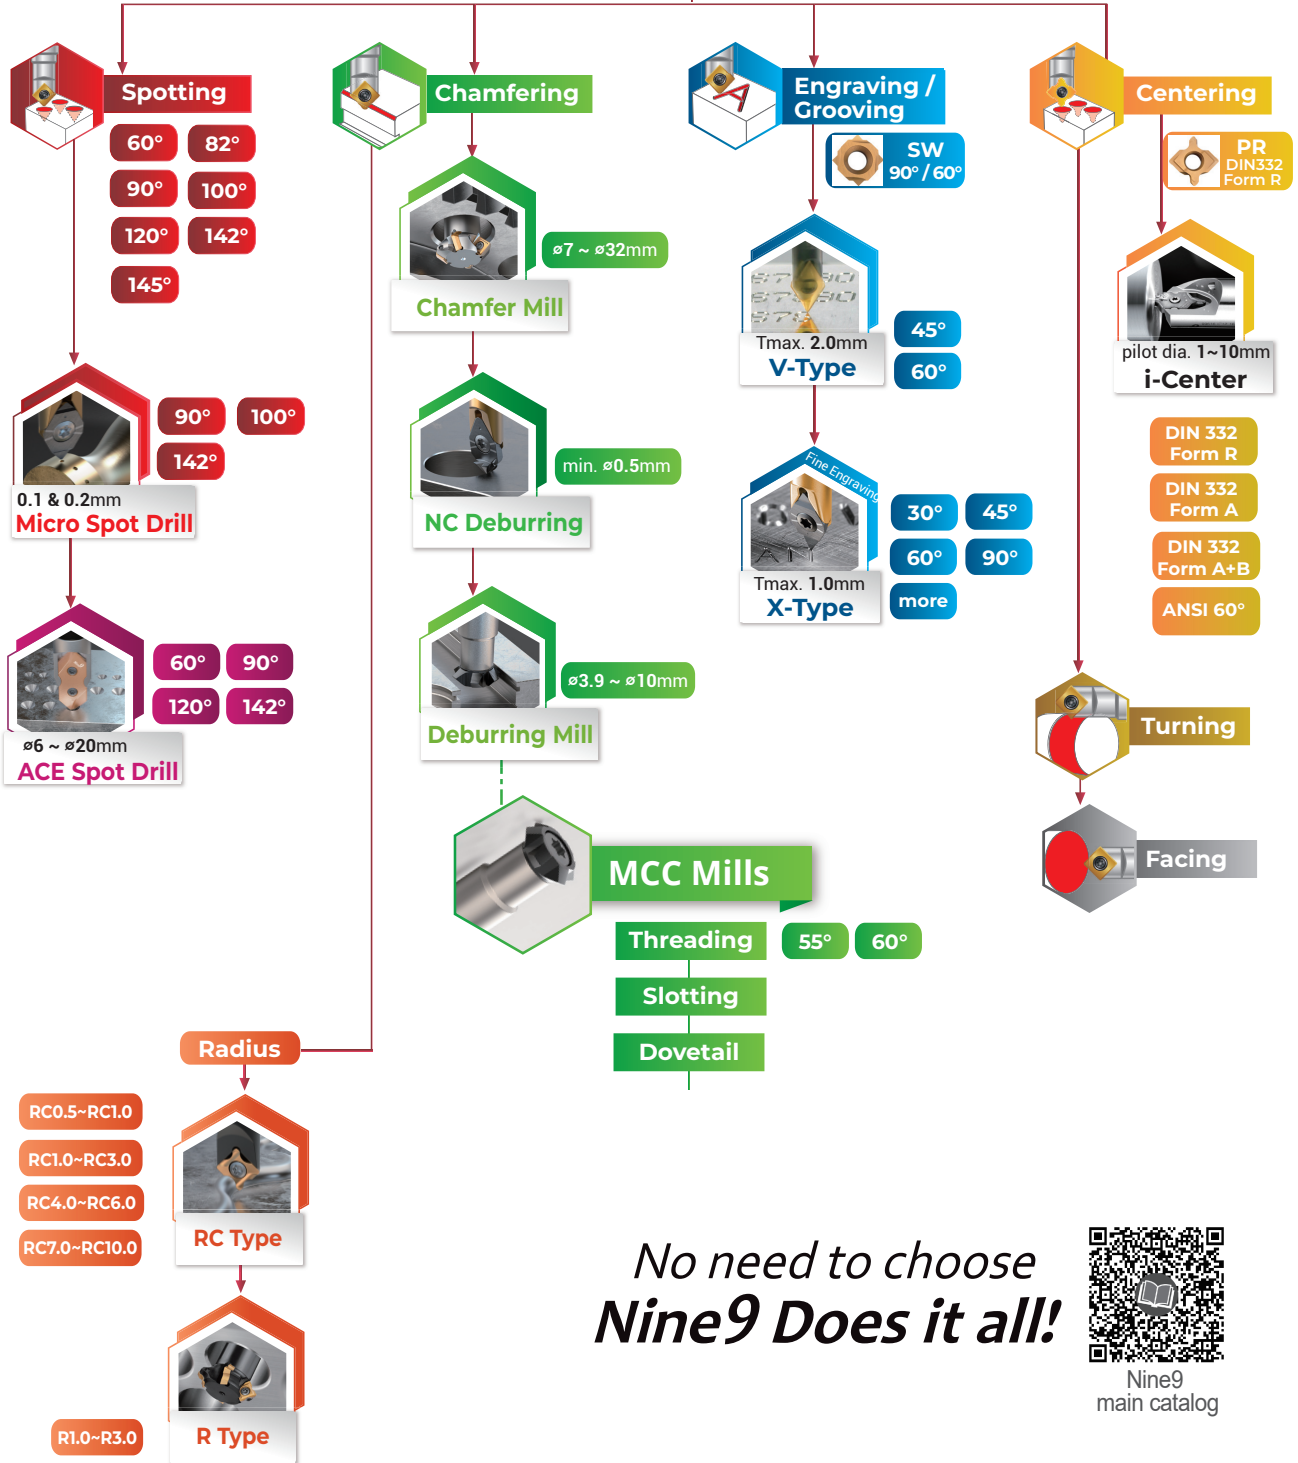 Spotting
60°
82°
90°
100°
120°
142°
145°
90°
100°
142°
0.1 & 0.2mm
Micro Spot Drill
60°
90°
120°
142°
ø6 ~ ø20mm
ACE Spot Drill
Chamfering
ø7 ~ ø32mm
Chamfer Mill
min. ø0.5mm
NC Deburring
ø3.9 ~ ø10mm
Deburring Mill
MCC Mills
Threading
55°
60°
Slotting
Dovetail
Engraving /
Grooving
SW
90° / 60°
Tmax. 2.0mm
V-Type
45°
60°
Fine Engraving
Tmax. 1.0mm
X-Type
30°
45°
60°
90°
more
Centering
PR
DIN332
Form R
pilot dia. 1~10mm
i-Center
DIN 332
Form R
DIN 332
Form A
DIN 332
Form A+B
ANSI 60°
Turning
Facing
Radius
RC0.5~RC1.0
RC1.0~RC3.0
RC4.0~RC6.0
RC7.0~RC10.0
RC Type
R1.0~R3.0
R Type
No need to choose
Nine9 Does it all!
Nine9
main catalog